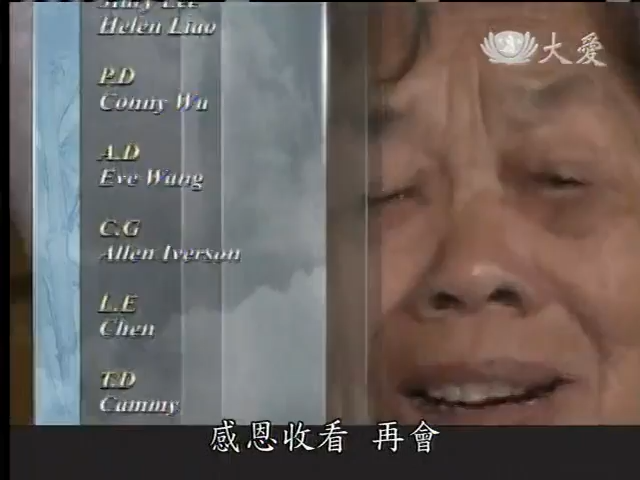 Helen Liao
大愛
P.D
Conny Wu
A.D
Eve Wang
C.G
Allen Iverson
L.E
Chen
T.D
Cammy
感恩收看 再會